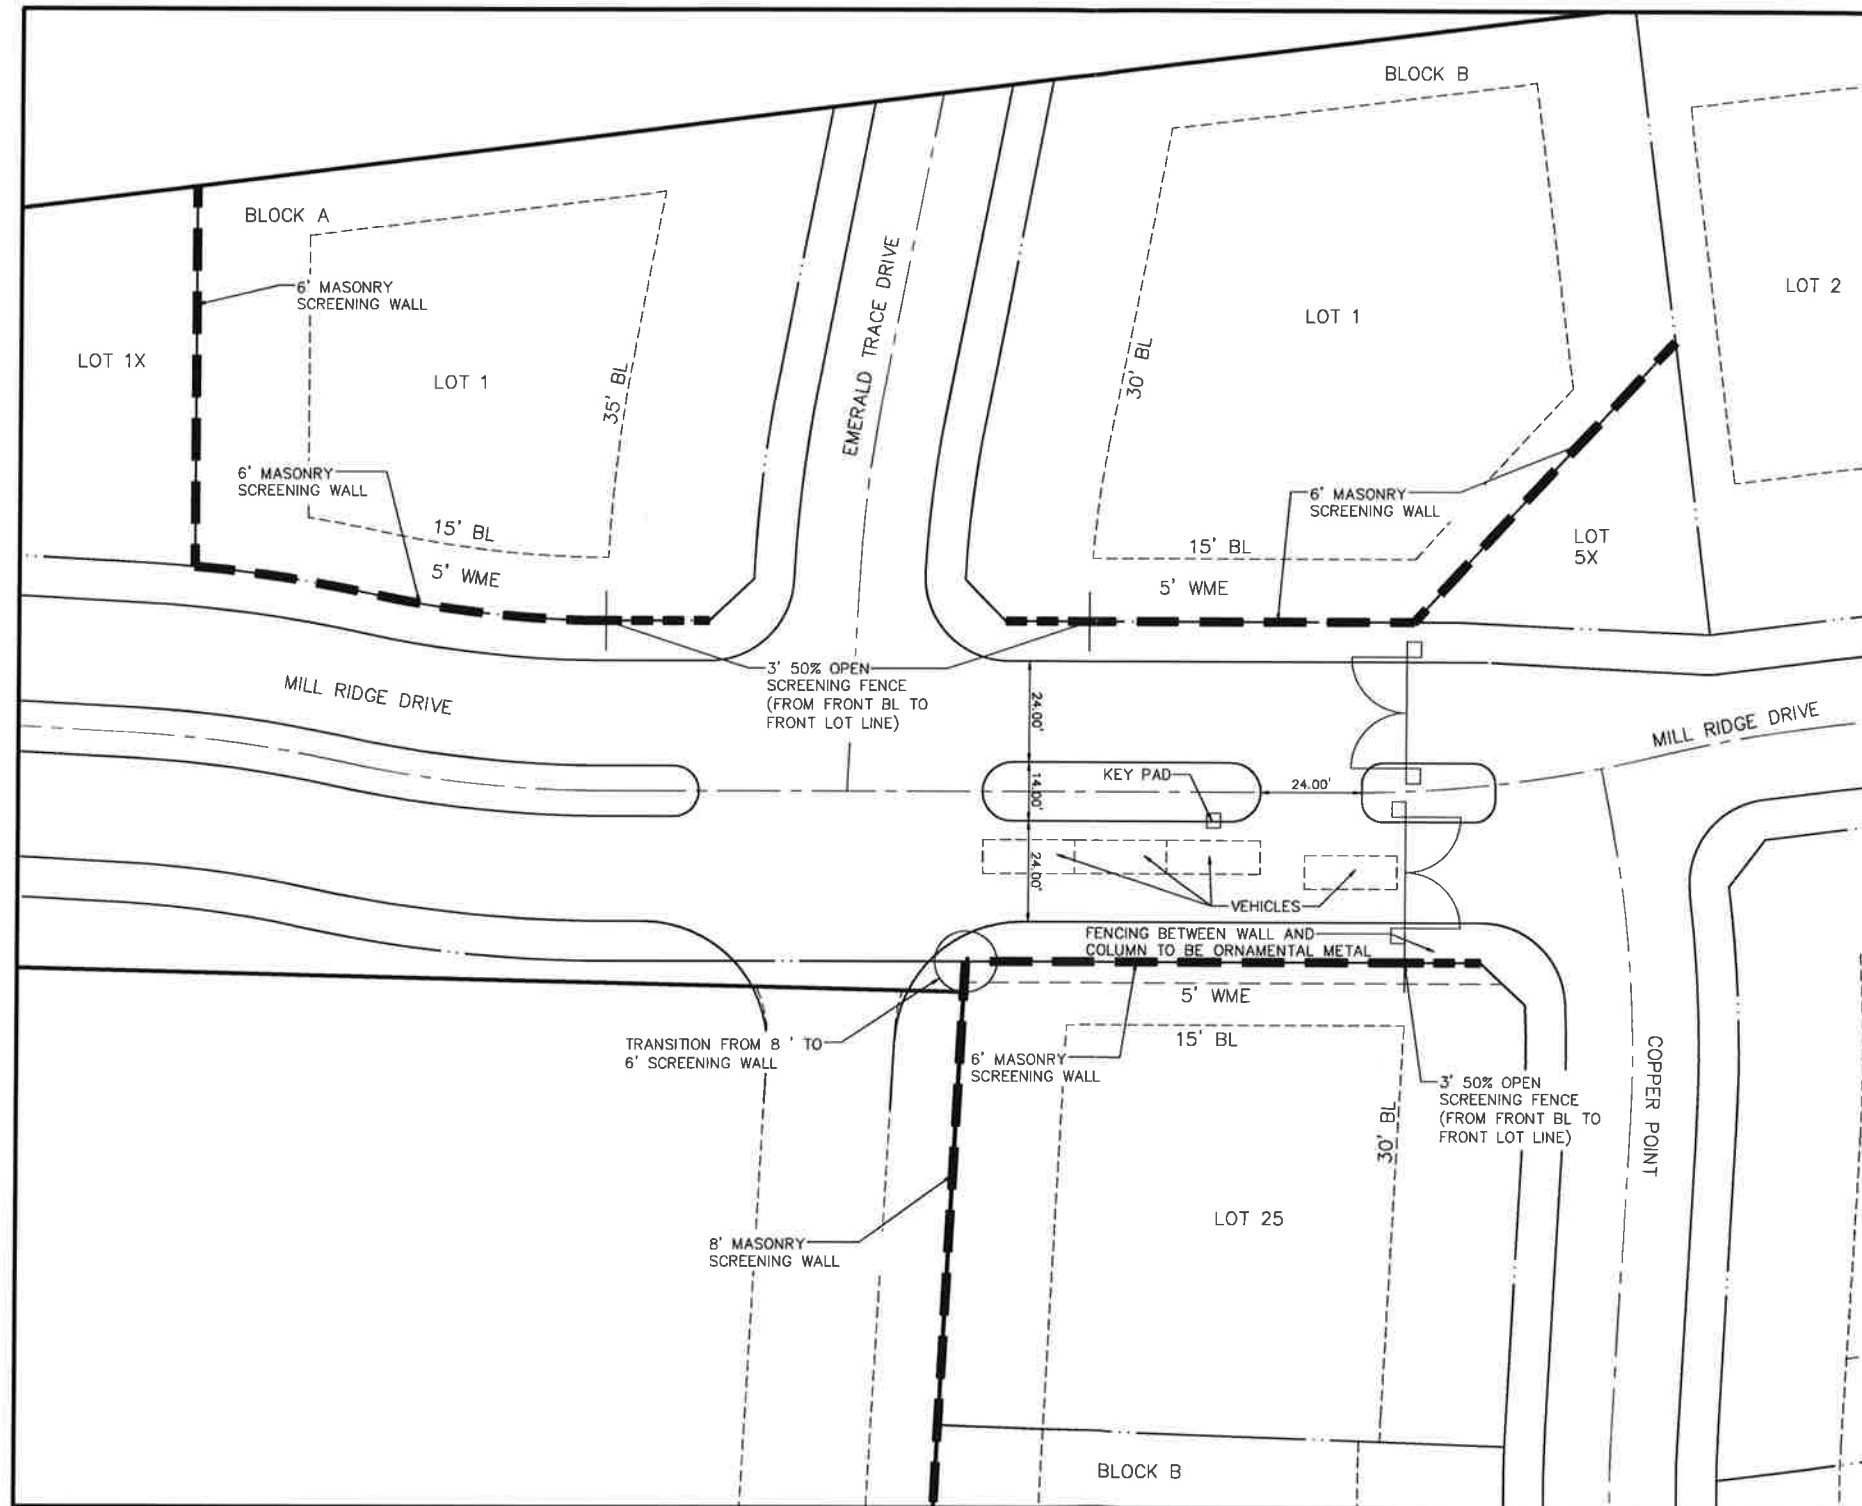 BLOCK B
BLOCK A
6' MASONRY
SCREENING WALL
LOT 1X
LOT 1
35' BL
EMERALD TRACE DRIVE
30' BL
LOT 1
LOT 2
6' MASONRY
SCREENING WALL
15' BL
5' WME
6' MASONRY
SCREENING WALL
15' BL
5' WME
LOT
5X
3' 50% OPEN
SCREENING FENCE
(FROM FRONT BL TO
FRONT LOT LINE)
MILL RIDGE DRIVE
24.00'
MILL RIDGE DRIVE
KEY PAD
14.00'
24.00'
24.00'
VEHICLES
FENCING BETWEEN WALL AND
COLUMN TO BE ORNAMENTAL METAL
5' WME
15' BL
TRANSITION FROM 8 ' TO
6' SCREENING WALL
6' MASONRY
SCREENING WALL
30' BL
3' 50% OPEN
SCREENING FENCE
(FROM FRONT BL TO
FRONT LOT LINE)
COPPER POINT
8' MASONRY
SCREENING WALL
LOT 25
BLOCK B